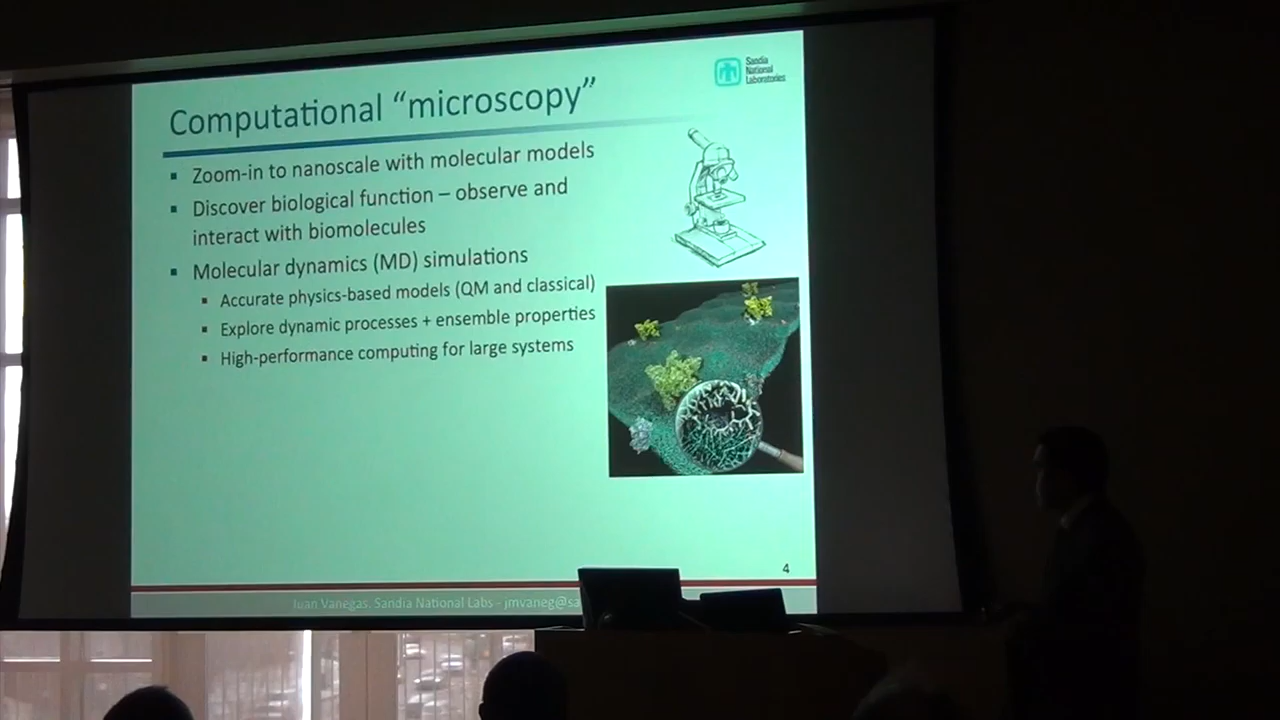 Sandia
National
Laboratories
Computational “microscopy”
▪ Zoom-in to nanoscale with molecular models
▪ Discover biological function – observe and
interact with biomolecules
▪ Molecular dynamics (MD) simulations
▪ Accurate physics-based models (QM and classical)
▪ Explore dynamic processes + ensemble properties
▪ High-performance computing for large systems
4
Juan Vanegas. Sandia National Labs - jmvaneg@sa